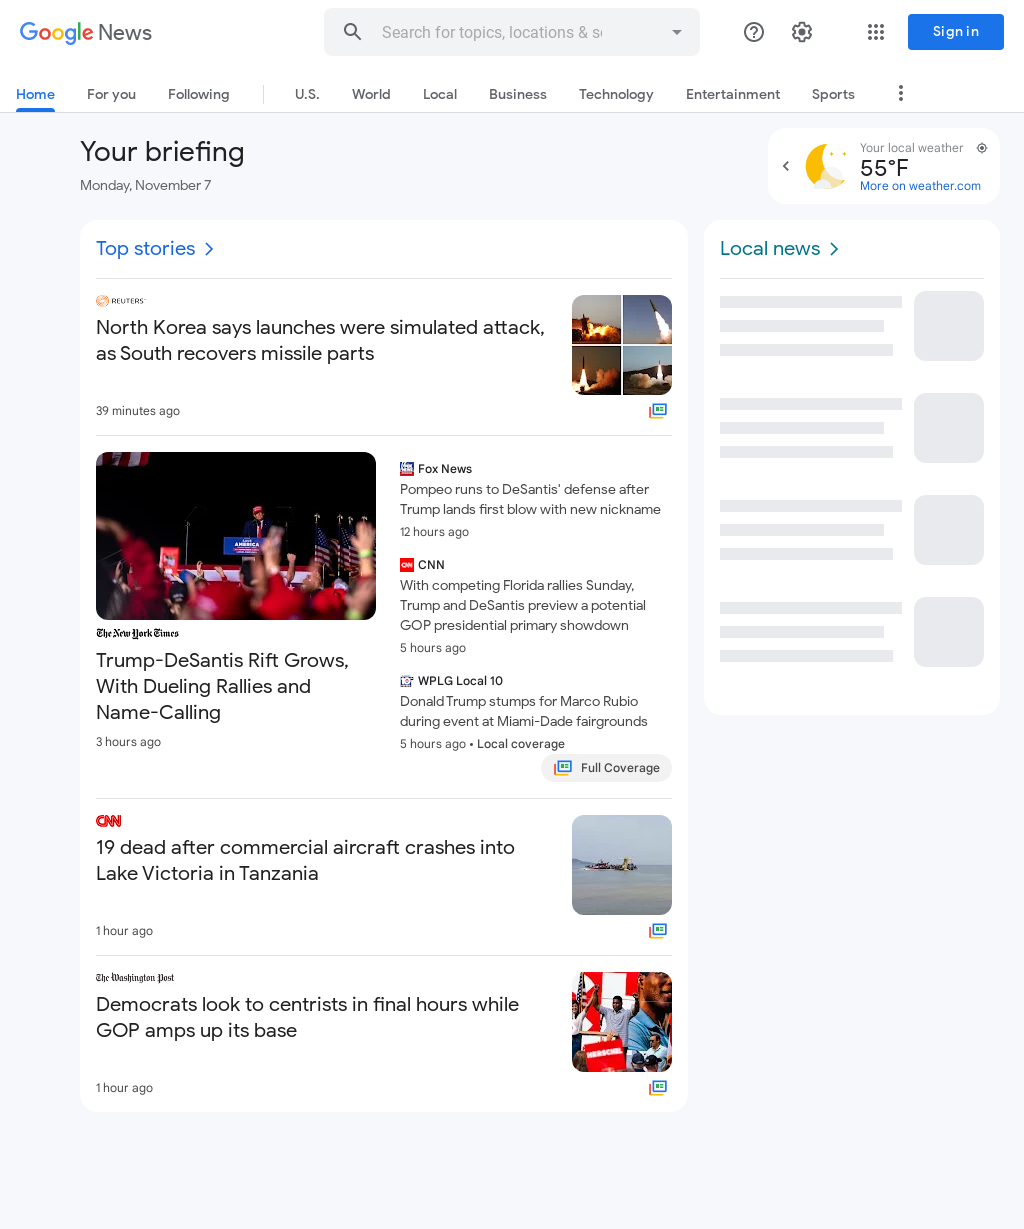 Google News
Search for topics, locations & so
Sign in
Home
For you
Following
U.S.
World
Local
Business
Technology
Entertainment
Sports
Your briefing
Monday, November 7
Your local weather
55°F
More on weather.com
Top stories
REUTERS
North Korea says launches were simulated attack,
as South recovers missile parts
39 minutes ago
The New York Times
Trump-DeSantis Rift Grows,
With Dueling Rallies and
Name-Calling
3 hours ago
Fox News
Pompeo runs to DeSantis' defense after
Trump lands first blow with new nickname
12 hours ago
CNN
With competing Florida rallies Sunday,
Trump and DeSantis preview a potential
GOP presidential primary showdown
5 hours ago
WPLG Local 10
Donald Trump stumps for Marco Rubio
during event at Miami-Dade fairgrounds
5 hours ago • Local coverage
Full Coverage
CNN
19 dead after commercial aircraft crashes into
Lake Victoria in Tanzania
1 hour ago
The Washington Post
Democrats look to centrists in final hours while
GOP amps up its base
HERSCHEL
1 hour ago
Local news